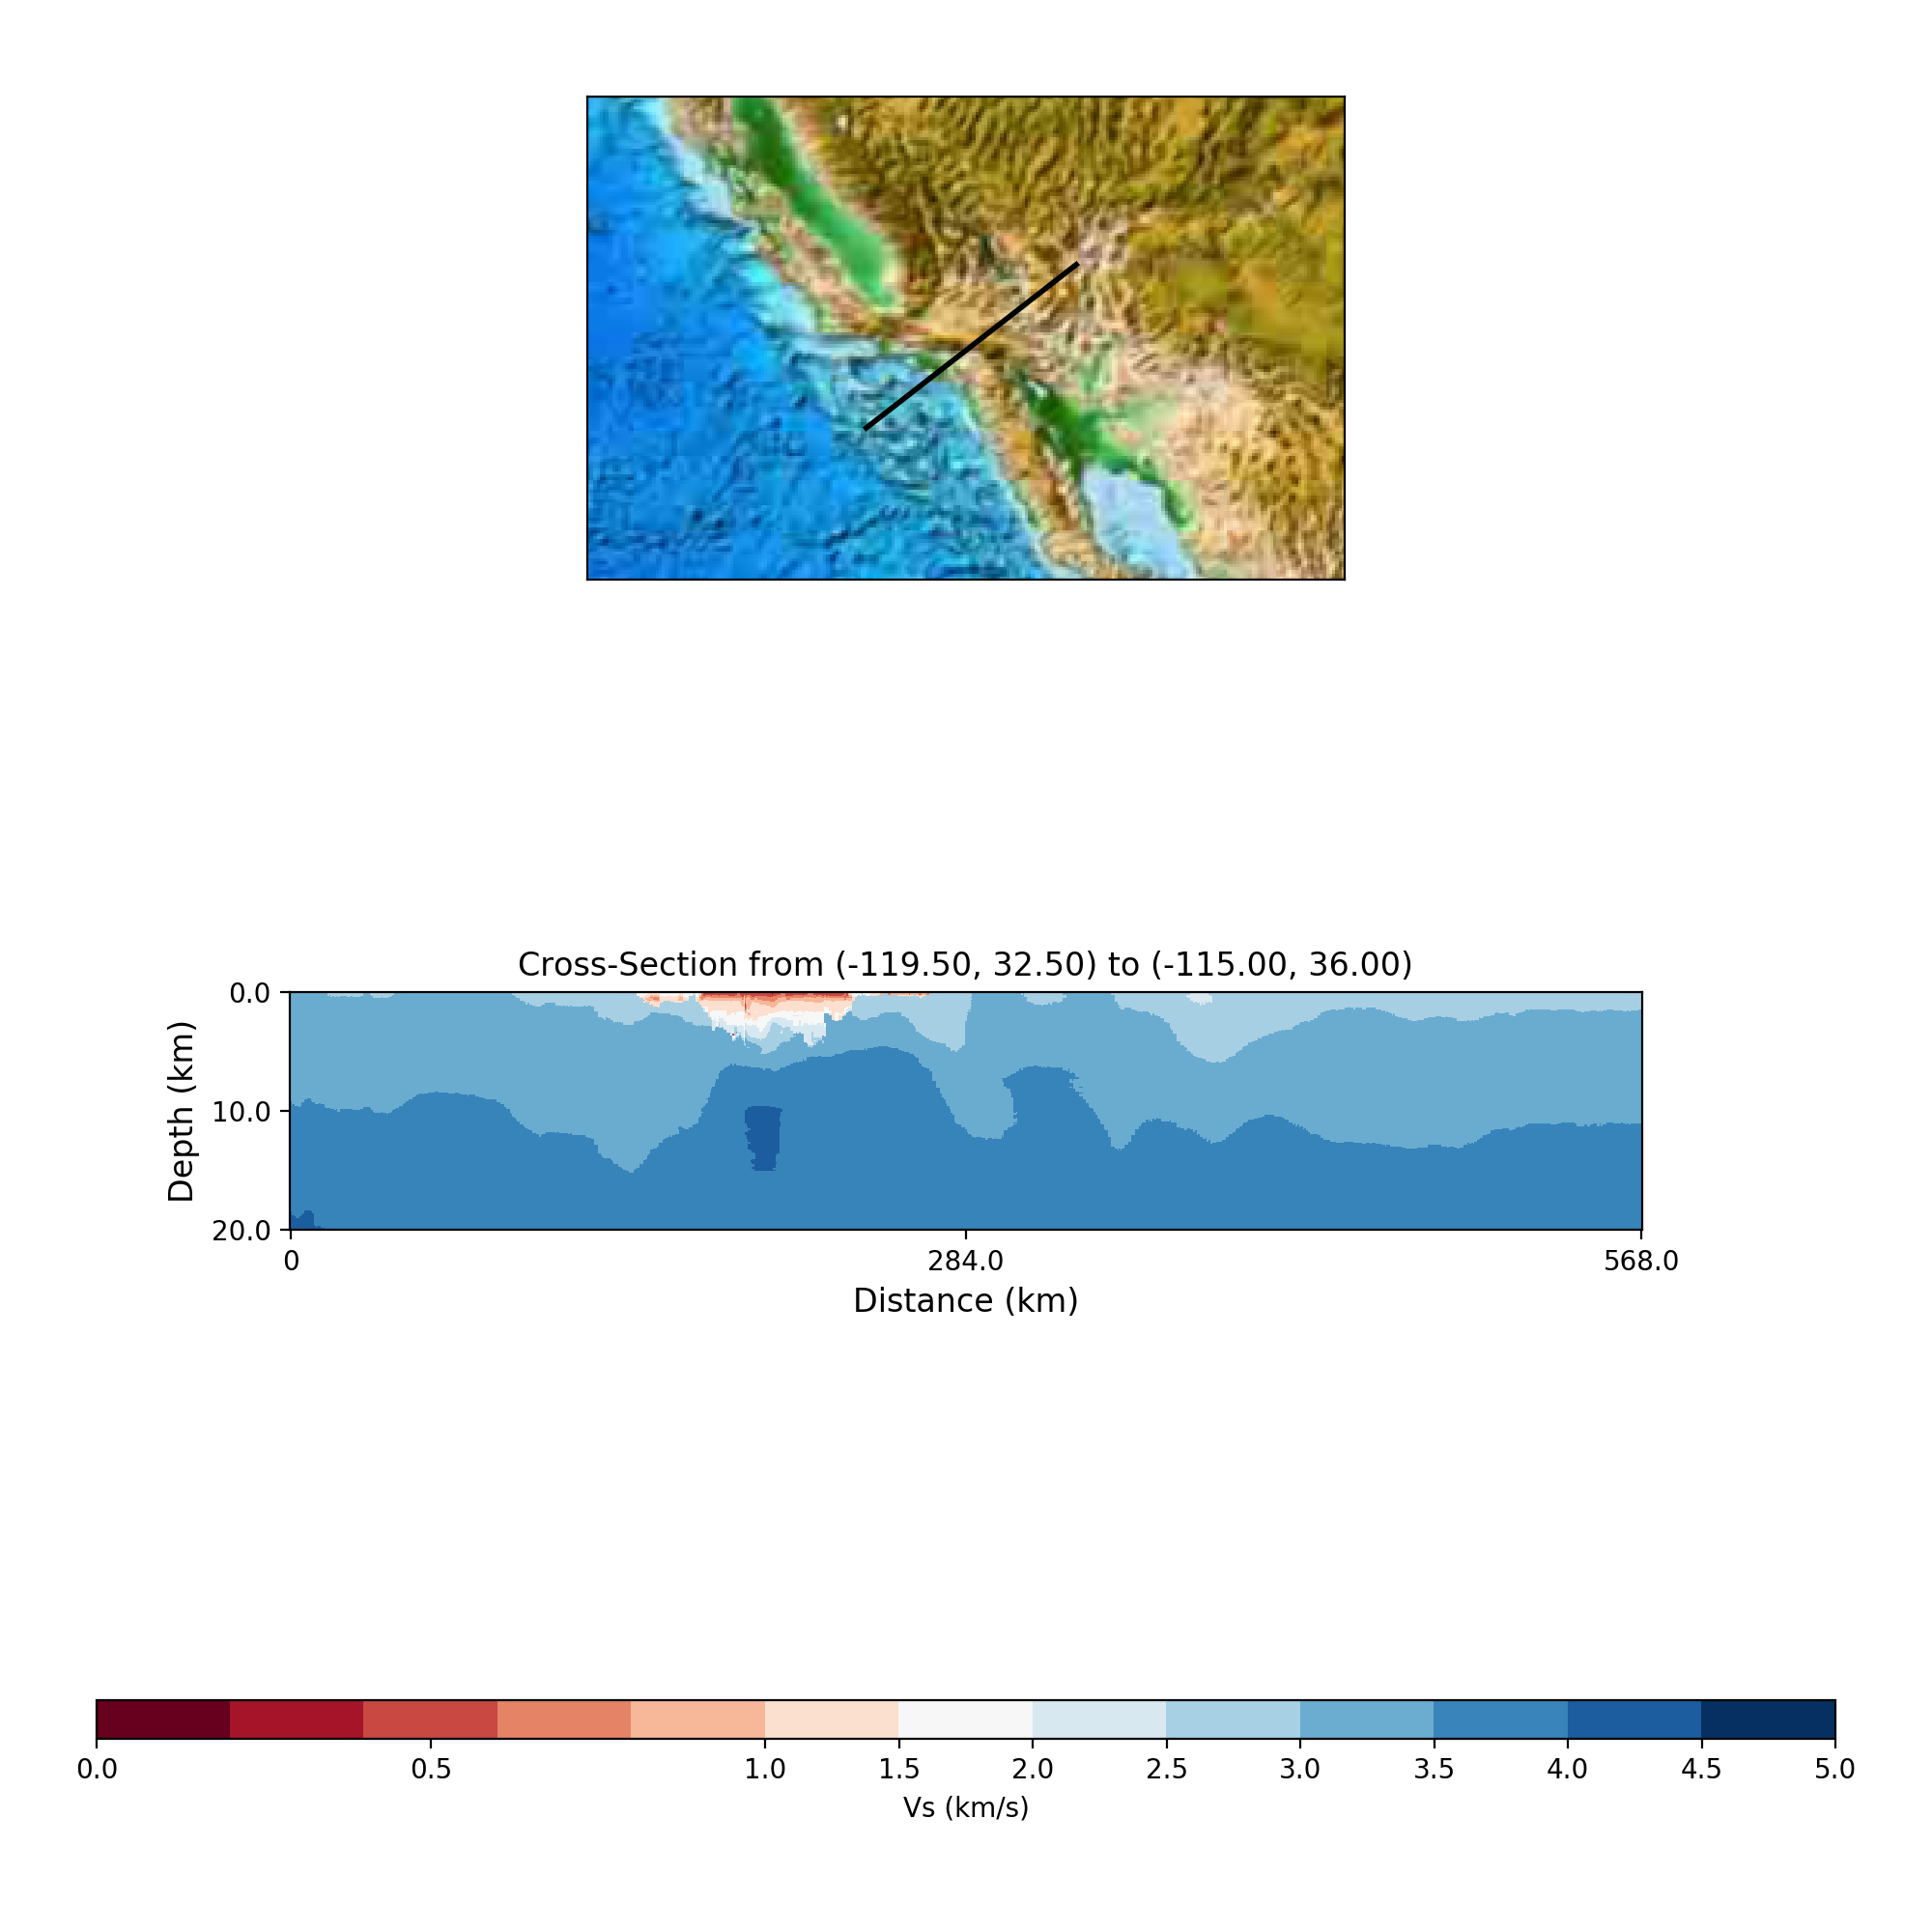 Cross-Section from (-119.50, 32.50) to (-115.00, 36.00)
0.0
10.0
20.0
Depth (km)
0 284.0 568.0
Distance (km)
0.0 0.5 1.0 1.5 2.0 2.5 3.0 3.5 4.0 4.5 5.0
Vs (km/s)